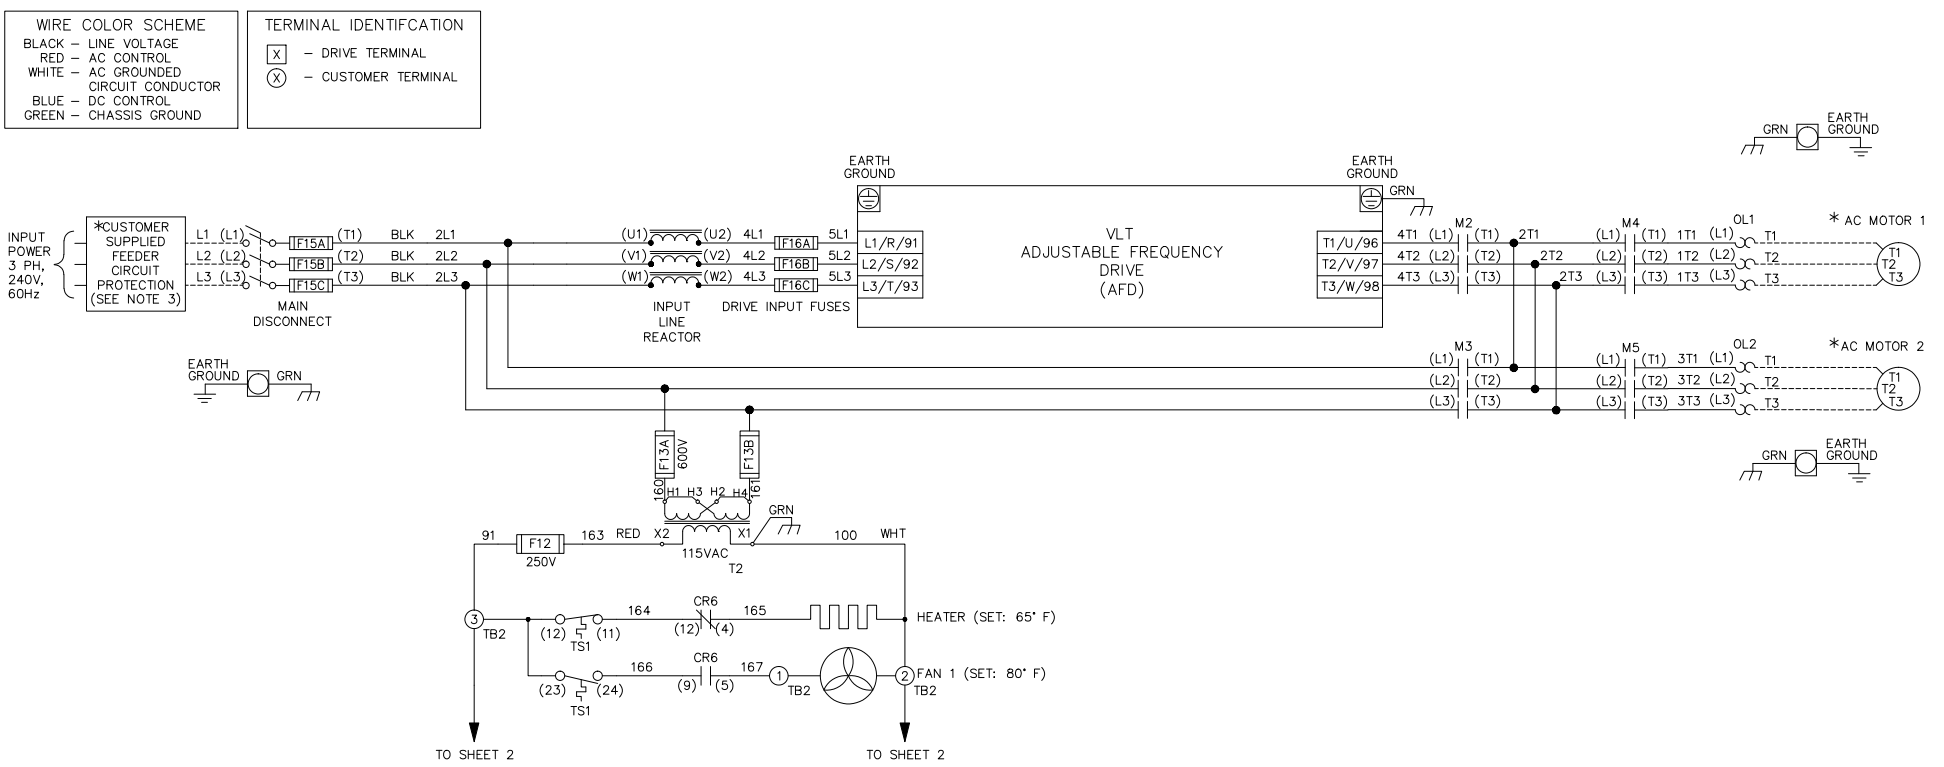 WIRE COLOR SCHEME
BLACK – LINE VOLTAGE
RED – AC CONTROL
WHITE – AC GROUNDED
CIRCUIT CONDUCTOR
BLUE – DC CONTROL
GREEN – CHASSIS GROUND
TERMINAL IDENTIFCATION
X – DRIVE TERMINAL
X – CUSTOMER TERMINAL
GRN
EARTH
GROUND
EARTH
GROUND
EARTH
GROUND
GRN
INPUT
POWER
3 PH,
240V,
60Hz
*CUSTOMER
SUPPLIED
FEEDER
CIRCUIT
PROTECTION
(SEE NOTE 3)
L1 (L1) F15A (T1) BLK 2L1 (U1) (U2) 4L1 F16A 5L1 L1/R/91
L2 (L2) F15B (T2) BLK 2L2 (V1) (V2) 4L2 F16B 5L2 L2/S/92
L3 (L3) F15C (T3) BLK 2L3 (W1) (W2) 4L3 F16C 5L3 L3/T/93
MAIN
DISCONNECT
INPUT
LINE
REACTOR
DRIVE INPUT FUSES
VLT
ADJUSTABLE FREQUENCY
DRIVE
(AFD)
M2 M4 OL1 * AC MOTOR 1
T1/U/96 4T1 (L1) (T1) 2T1 (L1) (T1) 1T1 (L1) T1
T2/V/97 4T2 (L2) (T2) 2T2 (L2) (T2) 1T2 (L2) T2
T3/W/98 4T3 (L3) (T3) 2T3 (L3) (T3) 1T3 (L3) T3
T1
T2
T3
EARTH
GROUND GRN
M3 M5 OL2 * AC MOTOR 2
(L1) (T1) (L1) (T1) 3T1 (L1) T1
(L2) (T2) (L2) (T2) 3T2 (L2) T2
(L3) (T3) (L3) (T3) 3T3 (L3) T3
T1
T2
T3
GRN
EARTH
GROUND
F13A
600V
F13B
160
161
H1 H3 H2 H4
GRN
91 F12 163 RED X2 X1 100 WHT
250V
115VAC
T2
3
TB2
164 CR6 165
(12) (11) (12) (4)
TS1
HEATER (SET: 65° F)
166 CR6 167 1
(23) (24) (9) (5) TB2
TS1
2 FAN 1 (SET: 80° F)
TB2
TO SHEET 2
TO SHEET 2